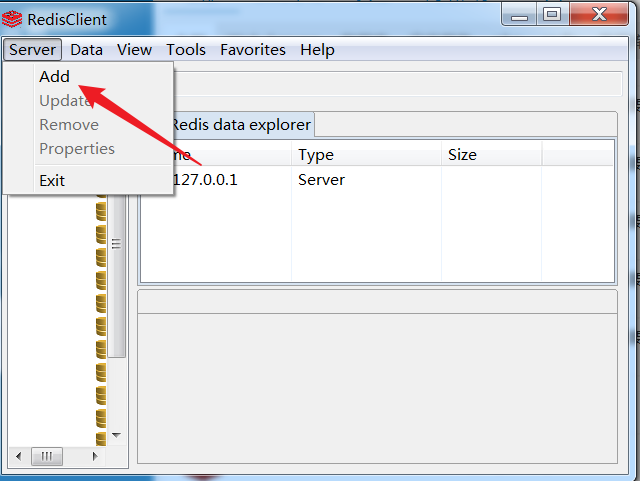 RedisClient
Server Data View Tools Favorites Help
Add
Update
Remove
Properties
Exit
Redis data explorer
Type Size
127.0.0.1 Server